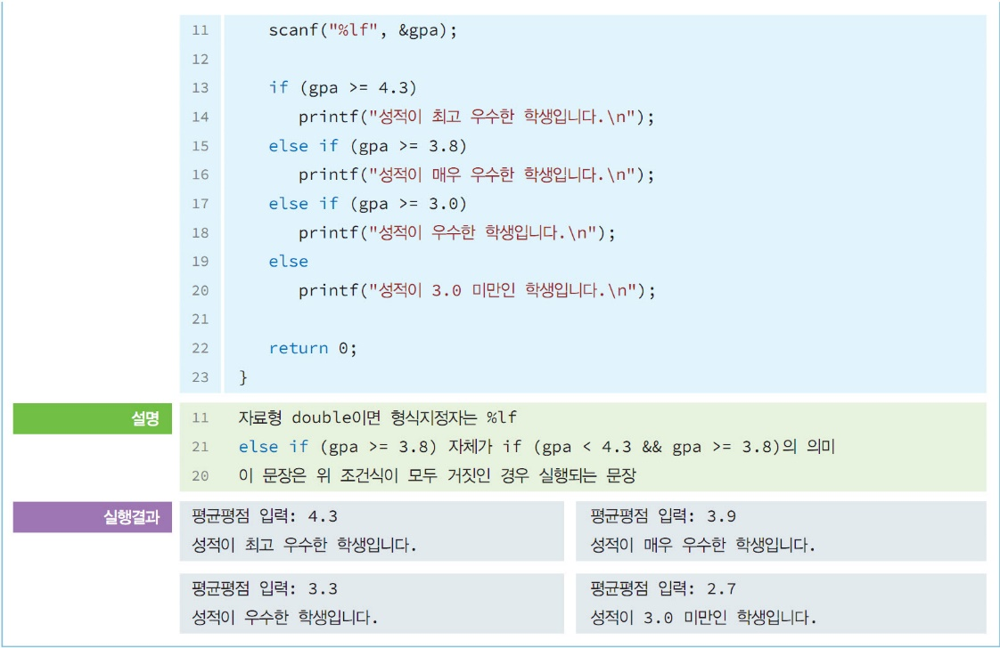 11 scanf("%lf", &gpa);
12
13 if (gpa >= 4.3)
14 printf("성적이 최고 우수한 학생입니다.\n");
15 else if (gpa >= 3.8)
16 printf("성적이 매우 우수한 학생입니다.\n");
17 else if (gpa >= 3.0)
18 printf("성적이 우수한 학생입니다.\n");
19 else
20 printf("성적이 3.0 미만인 학생입니다.\n");
21
22 return 0;
23 }
설명
11 자료형 double이면 형식지정자는 %lf
21 else if (gpa >= 3.8) 자체가 if (gpa < 4.3 && gpa >= 3.8)의 의미
20 이 문장은 위 조건식이 모두 거짓인 경우 실행되는 문장
실행결과
평균평점 입력: 4.3
성적이 최고 우수한 학생입니다.
평균평점 입력: 3.9
성적이 매우 우수한 학생입니다.
평균평점 입력: 3.3
성적이 우수한 학생입니다.
평균평점 입력: 2.7
성적이 3.0 미만인 학생입니다.